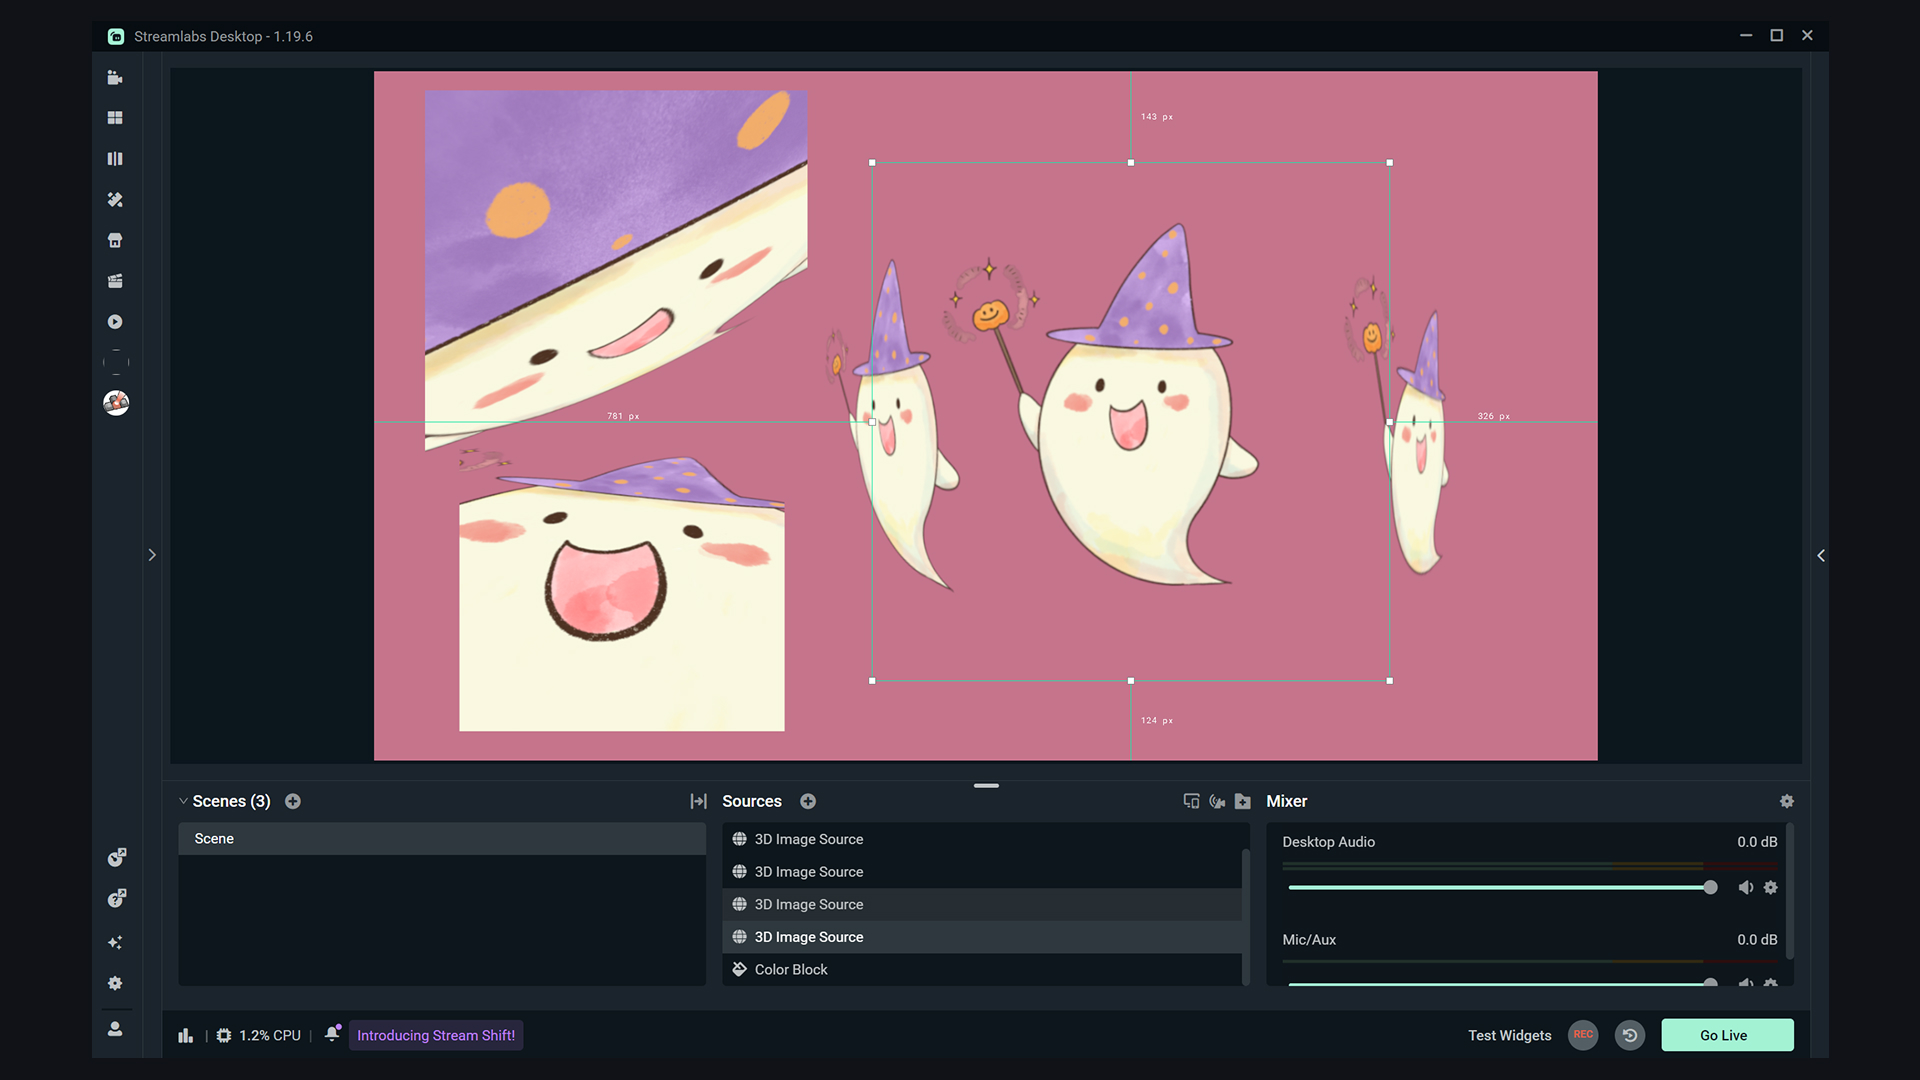 Streamlabs Desktop - 1.19.6
143 px
781 px
326 px
124 px
Scenes (3)
Scene
Sources
3D Image Source
3D Image Source
3D Image Source
3D Image Source
Color Block
Mixer
Desktop Audio
0.0 dB
Mic/Aux
0.0 dB
1.2% CPU
Introducing Stream Shift!
Test Widgets
REC
Go Live